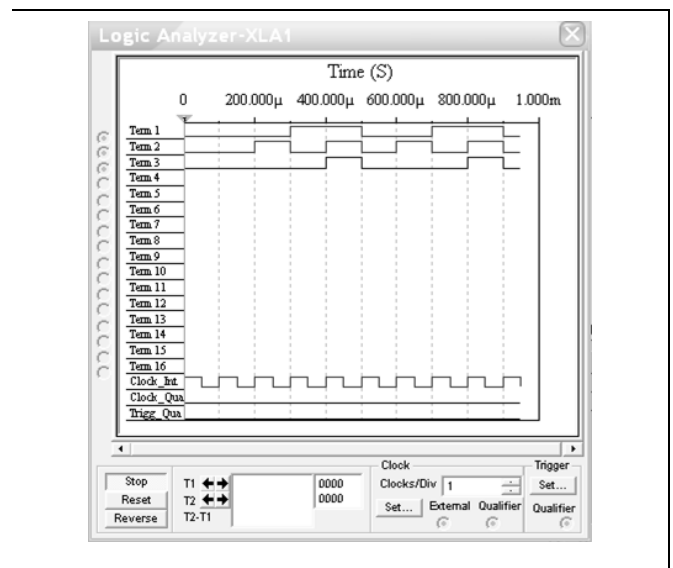 Logic Analyzer-XLA1
Time (S)
0 200.000µ 400.000µ 600.000µ 800.000µ 1.000m
Term 1
Term 2
Term 3
Term 4
Term 5
Term 6
Term 7
Term 8
Term 9
Term 10
Term 11
Term 12
Term 13
Term 14
Term 15
Term 16
Clock_Int
Clock_Qua
Trigg_Qua
Stop
Reset
Reverse
T1 0000
T2 0000
T2-T1
Clock
Clocks/Div 1
Set... External Qualifier
Trigger
Set...
Qualifier